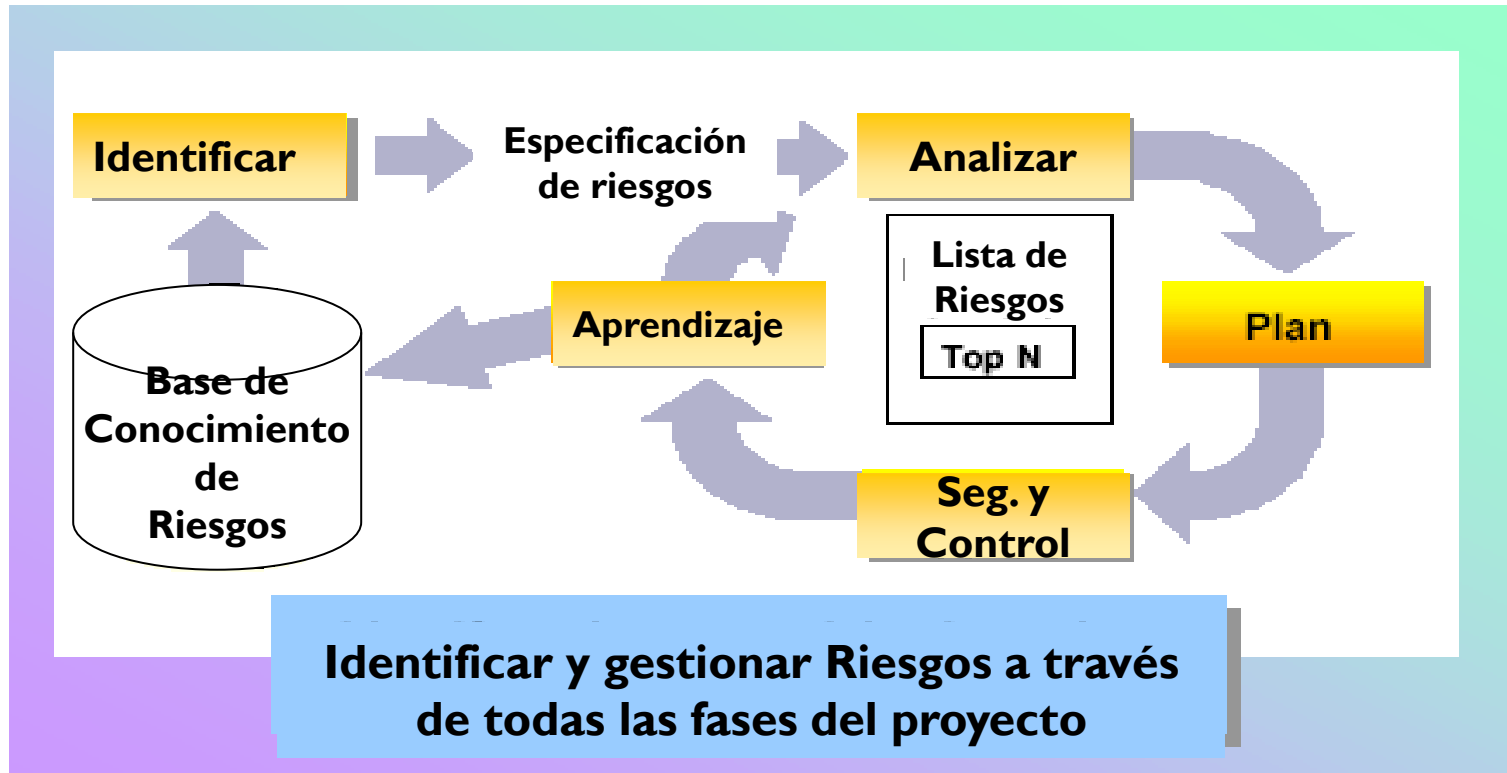 Identificar
Especificación
de riesgos
Analizar
Lista de
Riesgos
Top N
Plan
Aprendizaje
Base de
Conocimiento
de
Riesgos
Seg. y
Control
Identificar y gestionar Riesgos a través
de todas las fases del proyecto